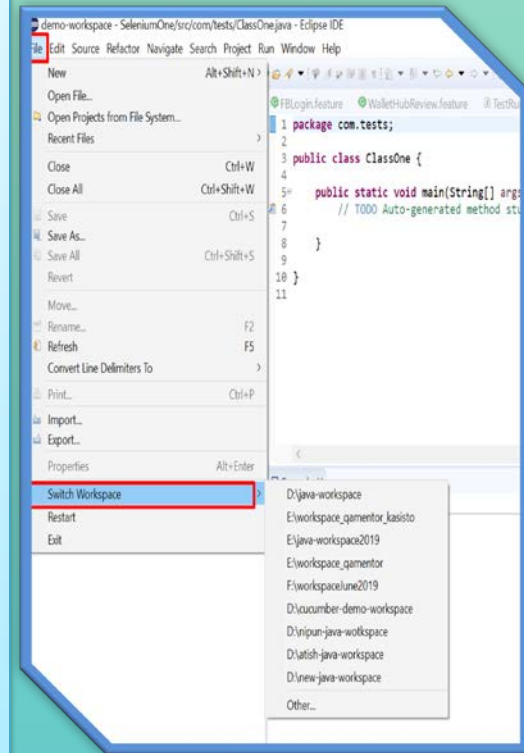 demo-workspace - SeleniumOne/src/com/tests/ClassOne.java - Eclipse IDE
File Edit Source Refactor Navigate Search Project Run Window Help
New Alt+Shift+N >
Open File...
Open Projects from File System...
Recent Files >
Close Ctrl+W
Close All Ctrl+Shift+W
Save Ctrl+S
Save As...
Save All Ctrl+Shift+S
Revert
Move...
Rename... F2
Refresh F5
Convert Line Delimiters To >
Print... Ctrl+P
Import...
Export...
Properties Alt+Enter
Switch Workspace >
Restart
Exit
FBLogin.feature WalletHubReview.feature TestRu
1 package com.tests;
2
3 public class ClassOne {
4
5 public static void main(String[] args
6 // TODO Auto-generated method stu
7
8 }
9
10 }
11
D:\java-workspace
E:\workspace_qamentor_kasisto
E:\java-workspace2019
E:\workspace_qamentor
F:\workspaceJune2019
D:\cucumber-demo-workspace
D:\nipun-java-wotkspace
D:\atish-java-workspace
D:\new-java-workspace
Other...